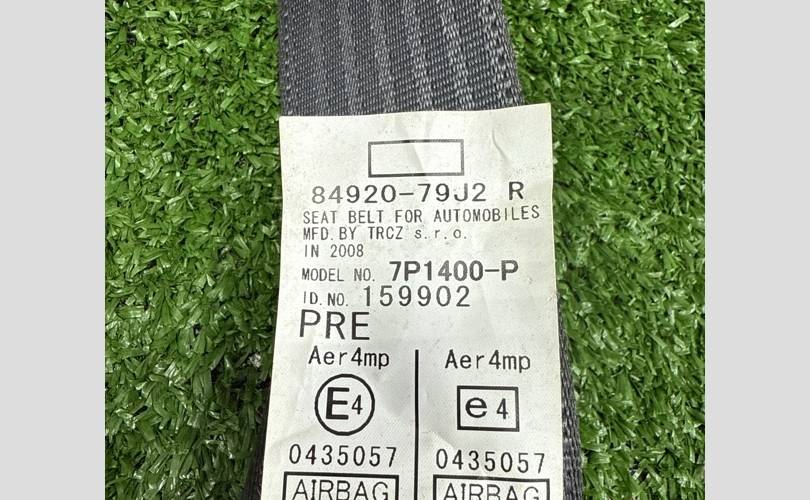 84920-79J2 R
SEAT BELT FOR AUTOMOBILES
MFD. BY TRCZ s.r.o.
IN 2008
MODEL NO. 7P1400-P
ID. NO. 159902
PRE
Aer4mp Aer4mp
E4 e4
0435057 0435057
AIRBAG AIRBAG